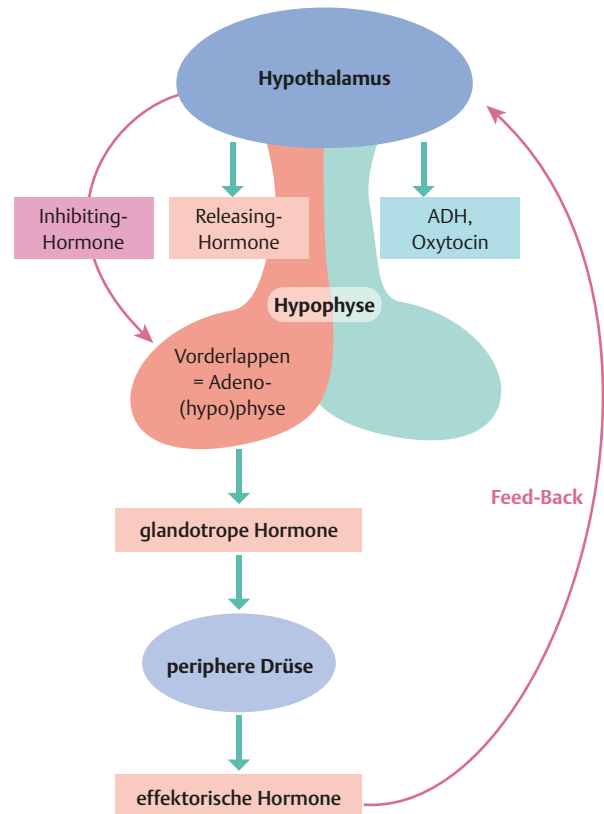 Hypothalamus
Inhibiting-
Hormone
Releasing-
Hormone
ADH,
Oxytocin
Hypophyse
Vorderlappen
= Adeno-
(hypo)physe
Feed-Back
glandotrope Hormone
periphere Drüse
effektorische Hormone